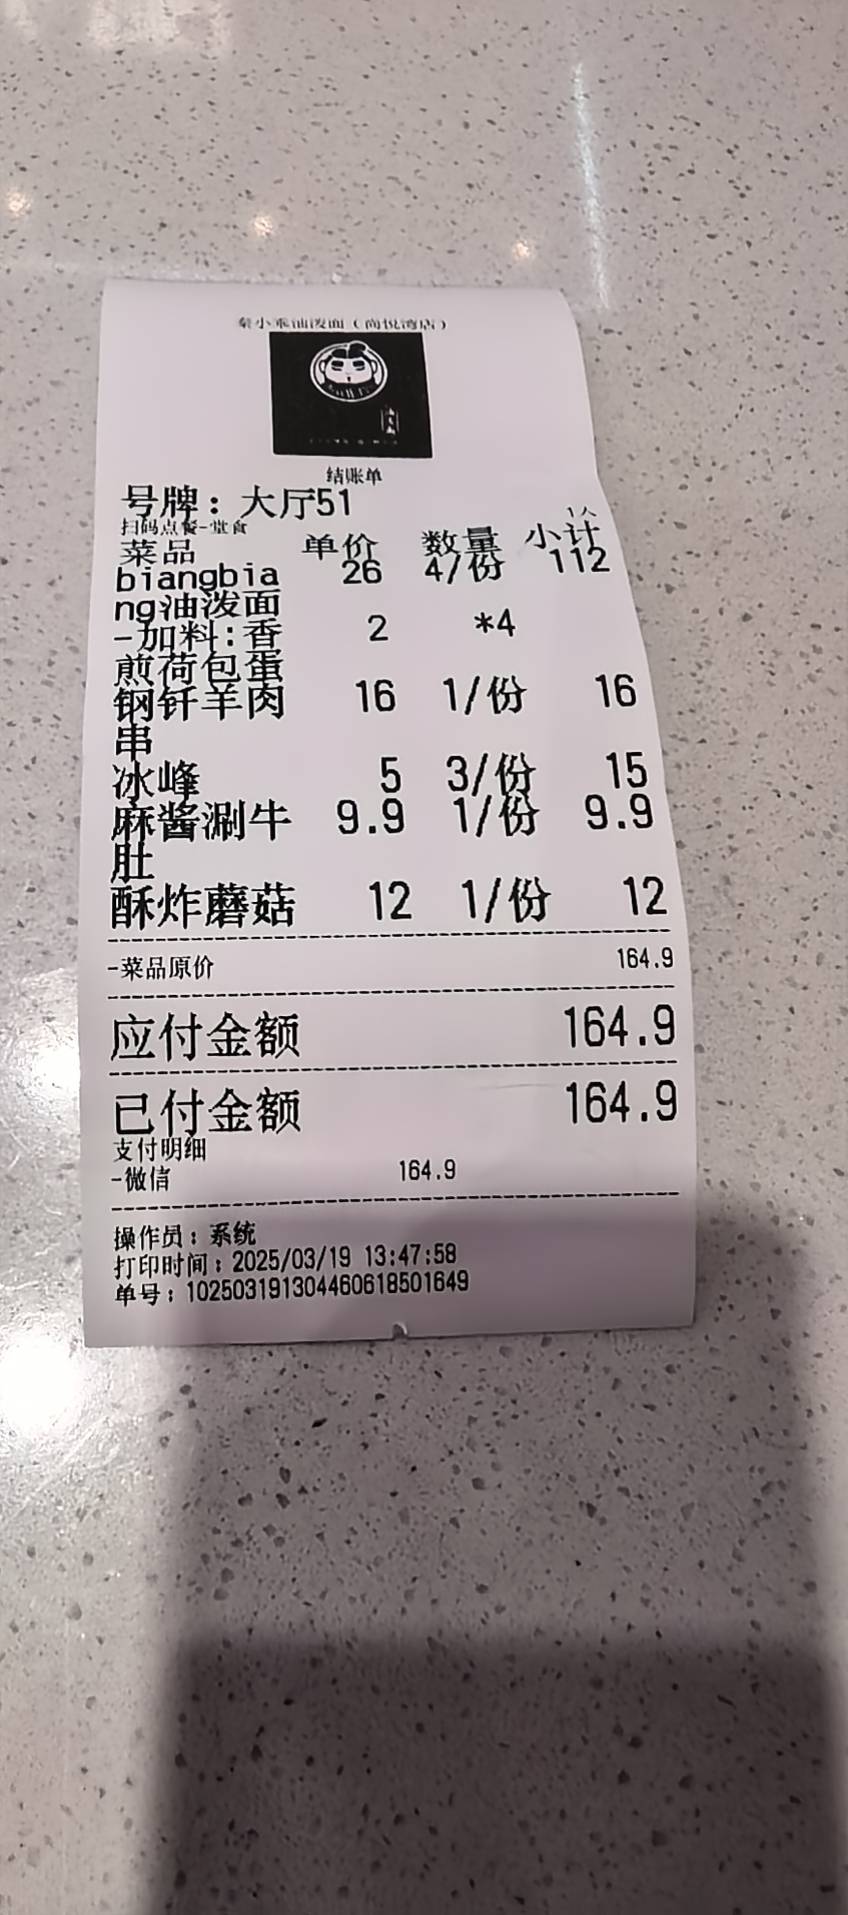 秦小乖油泼面（尚悦湾店）
结账单
号牌：大厅51
1人
扫码点餐-堂食
菜品 单价 数量 小计
biangbia 26 4/份 112
ng油泼面
-加料:香 2 *4
煎荷包蛋
钢钎羊肉 16 1/份 16
串
冰峰 5 3/份 15
麻酱涮牛 9.9 1/份 9.9
肚
酥炸蘑菇 12 1/份 12
-菜品原价 164.9
应付金额 164.9
已付金额 164.9
支付明细
-微信 164.9
操作员：系统
打印时间：2025/03/19 13:47:58
单号：102503191304460618501649